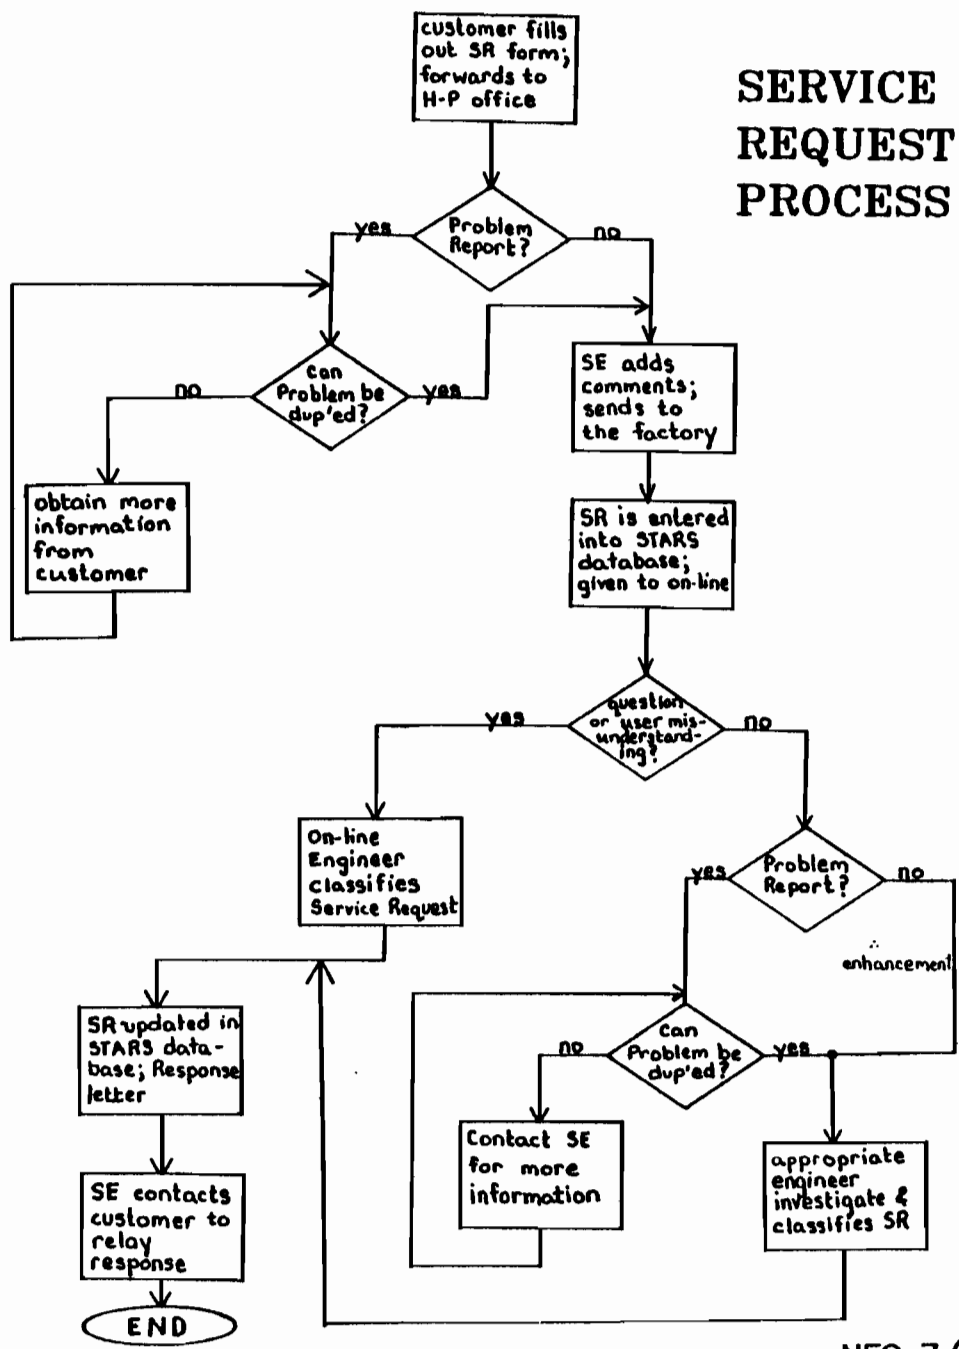 customer fills
out SR form;
forwards to
H-P office
SERVICE
REQUEST
PROCESS
Problem
Report?
yes
no
can
Problem be
dup'ed?
no
yes
SE adds
comments;
sends to
the factory
obtain more
information
from
customer
SR is entered
into STARS
database;
given to on-line
question
or user mis-
understand-
ing?
yes
no
On-line
Engineer
classifies
Service Request
Problem
Report?
yes
no
∴
enhancement
SR updated in
STARS data-
base; Response
letter
can
Problem be
dup'ed?
no
yes
Contact SE
for more
information
appropriate
engineer
investigate &
classifies SR
SE contacts
customer to
relay
response
END